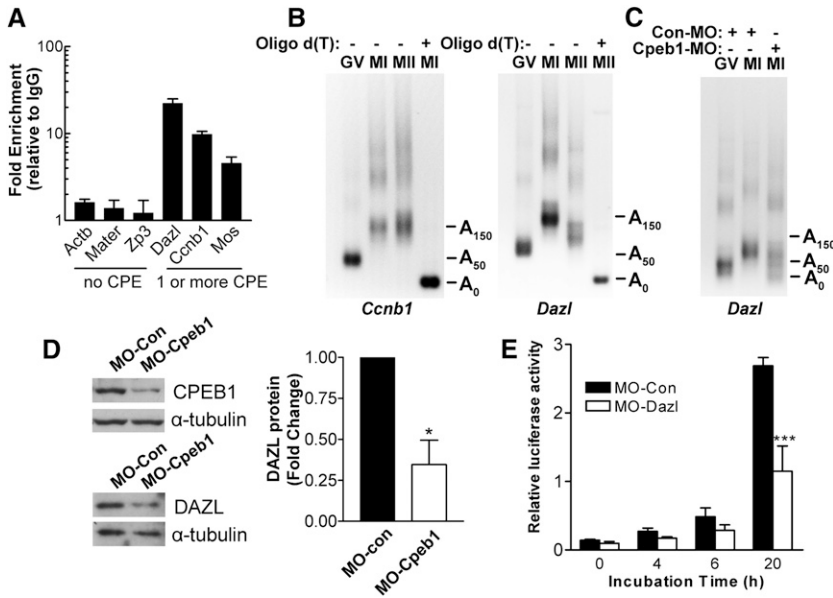 A
Fold Enrichment
(relative to IgG)
100
10
1
Actb
Mater
Zp3
Dazl
Ccnb1
Mos
no CPE
1 or more CPE
B
Oligo d(T): - - - +
GV MI MII MI
A150
A50
A0
Ccnb1
Oligo d(T): - - - +
GV MI MII MII
A150
A50
A0
Dazl
C
Con-MO: + + -
Cpeb1-MO: - - +
GV MI MI
A150
A50
A0
Dazl
D
MO-Con
MO-Cpeb1
CPEB1
α-tubulin
MO-Con
MO-Cpeb1
DAZL
α-tubulin
DAZL protein
(Fold Change)
1.00
0.75
0.50
0.25
0.00
*
MO-con
MO-Cpeb1
E
Relative luciferase activity
3
2
1
0
MO-Con
MO-Dazl
***
0 4 6 20
Incubation Time (h)